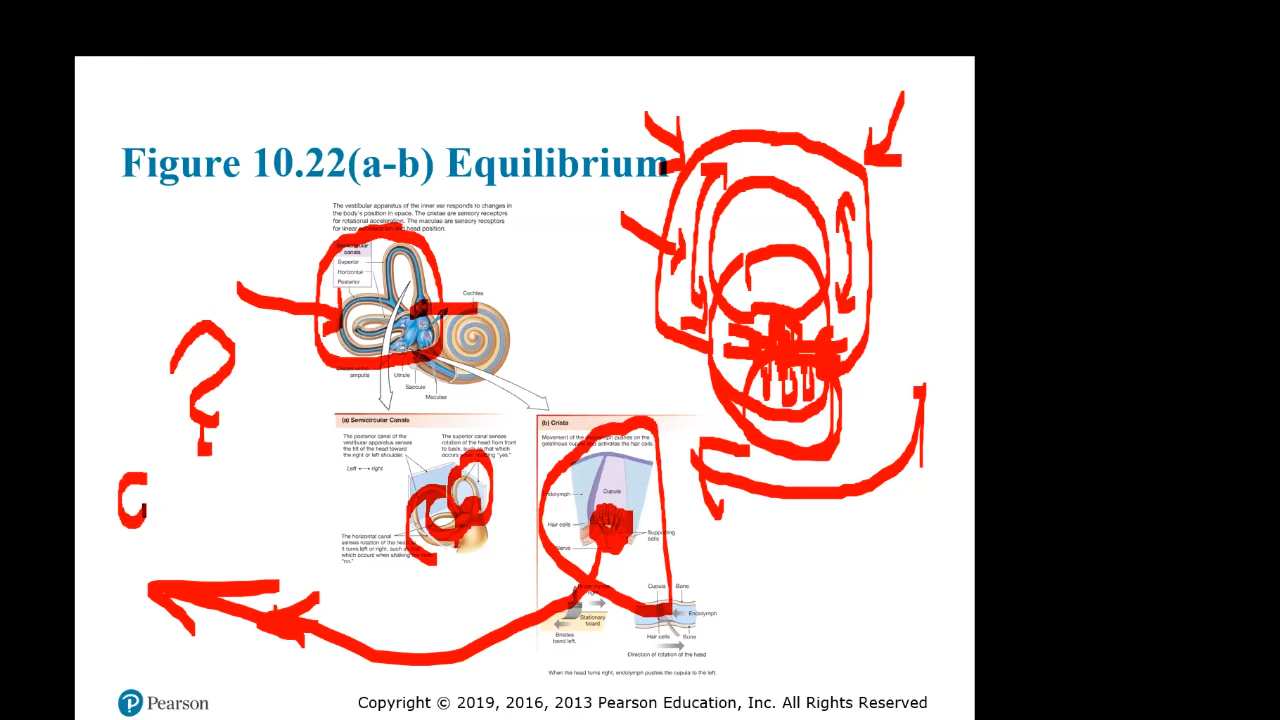 Figure 10.22(a-b) Equilibrium
The vestibular apparatus of the inner ear responds to changes in
the body's position in space. The cristae are sensory receptors
for rotational acceleration. The maculae are sensory receptors
for linear and head position.
canals
Superior
Horizontal
Posterior
Cochlea
ampulla
Utricle
Saccule
Maculae
(a) Semicircular Canals
The posterior canal of the
vestibular apparatus senses
the tilt of the head toward
the right or left shoulder.
Left ⟷ right
The superior canal senses
rotation of the head from front
to back, such as that which
occurs when nodding "yes."
The horizontal canal
senses rotation of the head as
it turns left or right, such as
which occurs when shaking the head
"no."
(b) Crista
Movement of the endolymph pushes on the
gelatinous cupula and activates the hair cells.
Endolymph
Cupula
Hair cells
Supporting
cells
Nerve
right
Stationary
board
Bristles
bend left.
Cupula
Bone
Endolymph
Hair cells
Bone
Direction of rotation of the head
When the head turns right, endolymph pushes the cupula to the left.
?
Pearson
Copyright © 2019, 2016, 2013 Pearson Education, Inc. All Rights Reserved